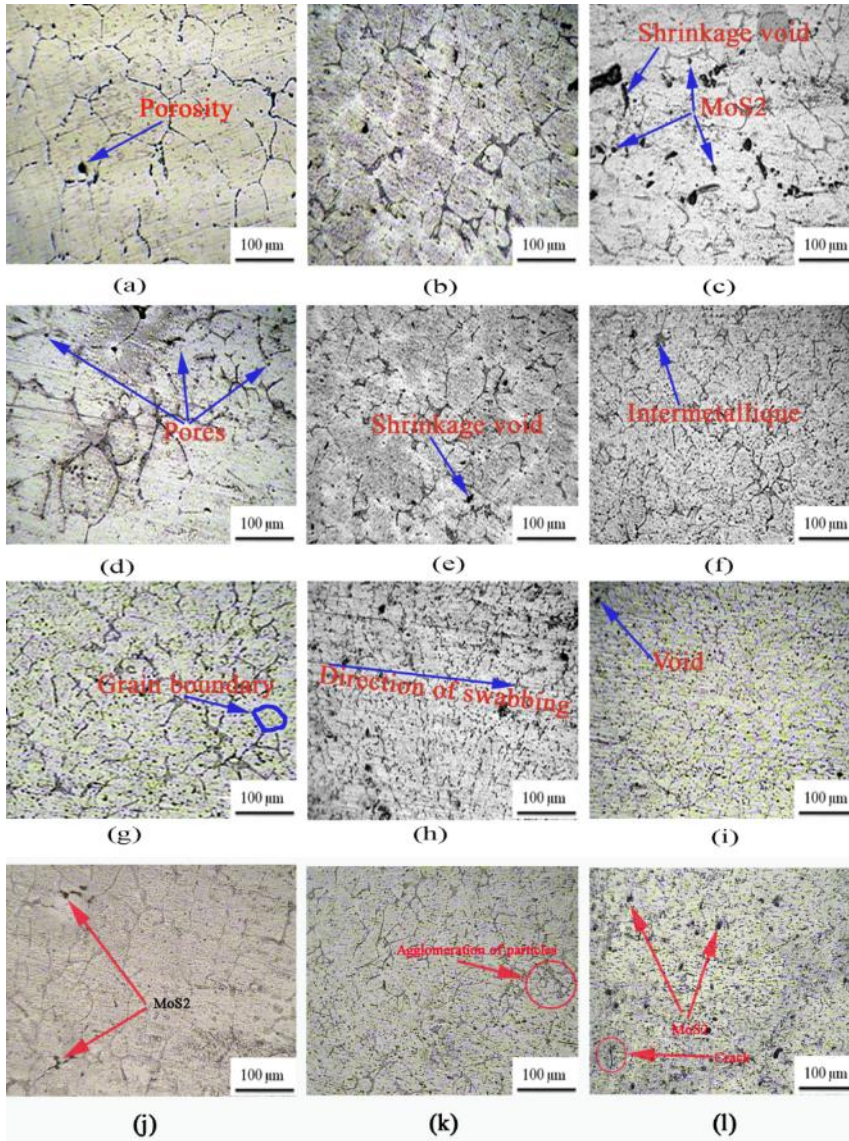 Porosity
100 µm
(a)
100 µm
(b)
Shrinkage void
MoS2
100 µm
(c)
Pores
100 µm
(d)
Shrinkage void
100 µm
(e)
Intermetallique
100 µm
(f)
Grain boundary
100 µm
(g)
Direction of swabbing
100 µm
(h)
Void
100 µm
(i)
MoS2
100 µm
(j)
Agglomeration of particles
100 µm
(k)
MoS2
Crack
100 µm
(l)